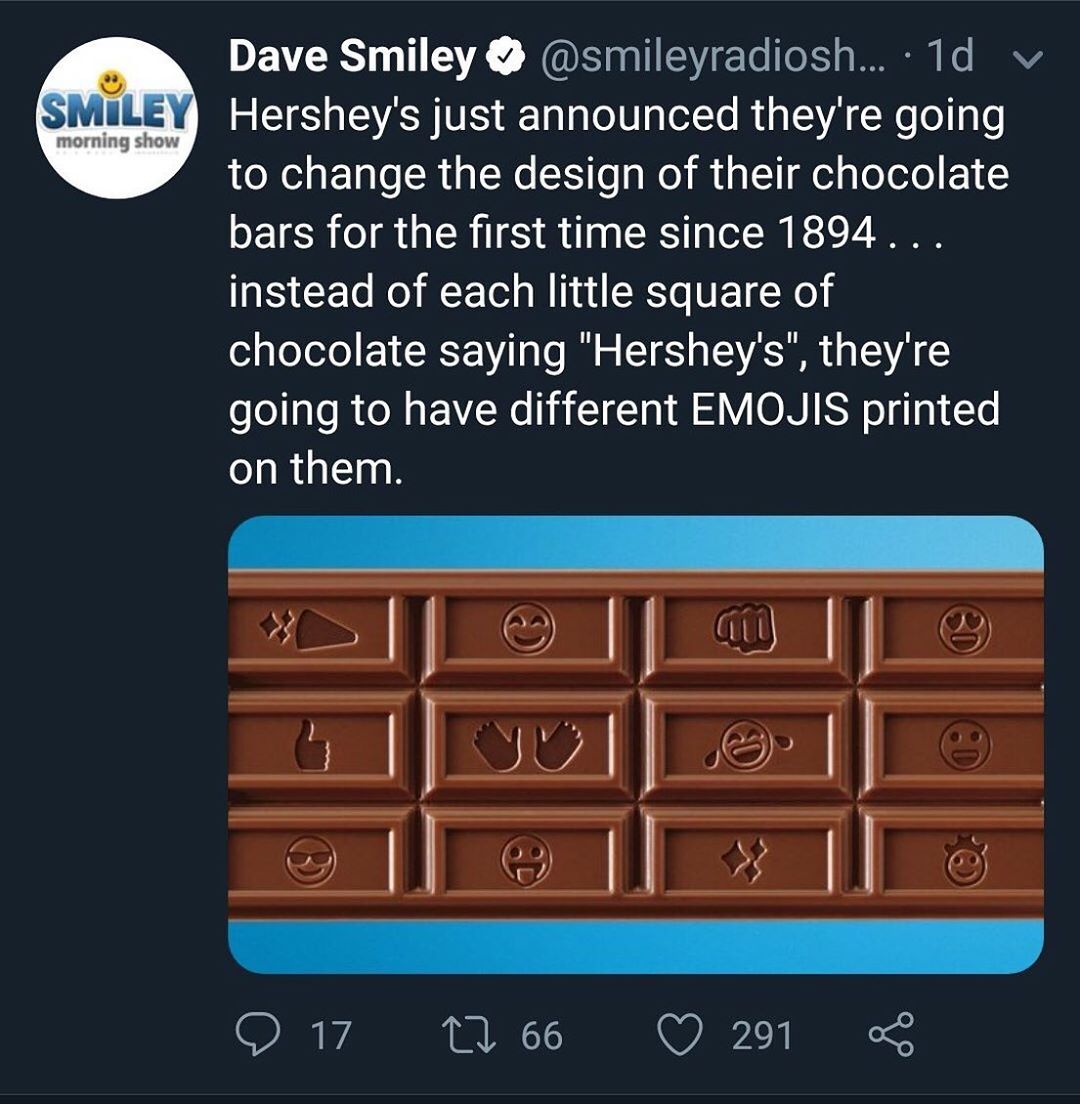 SMILEY
morning show
Dave Smiley @smileyradiosh... · 1d
Hershey's just announced they're going
to change the design of their chocolate
bars for the first time since 1894 . . .
instead of each little square of
chocolate saying "Hershey's", they're
going to have different EMOJIS printed
on them.
17 66 291